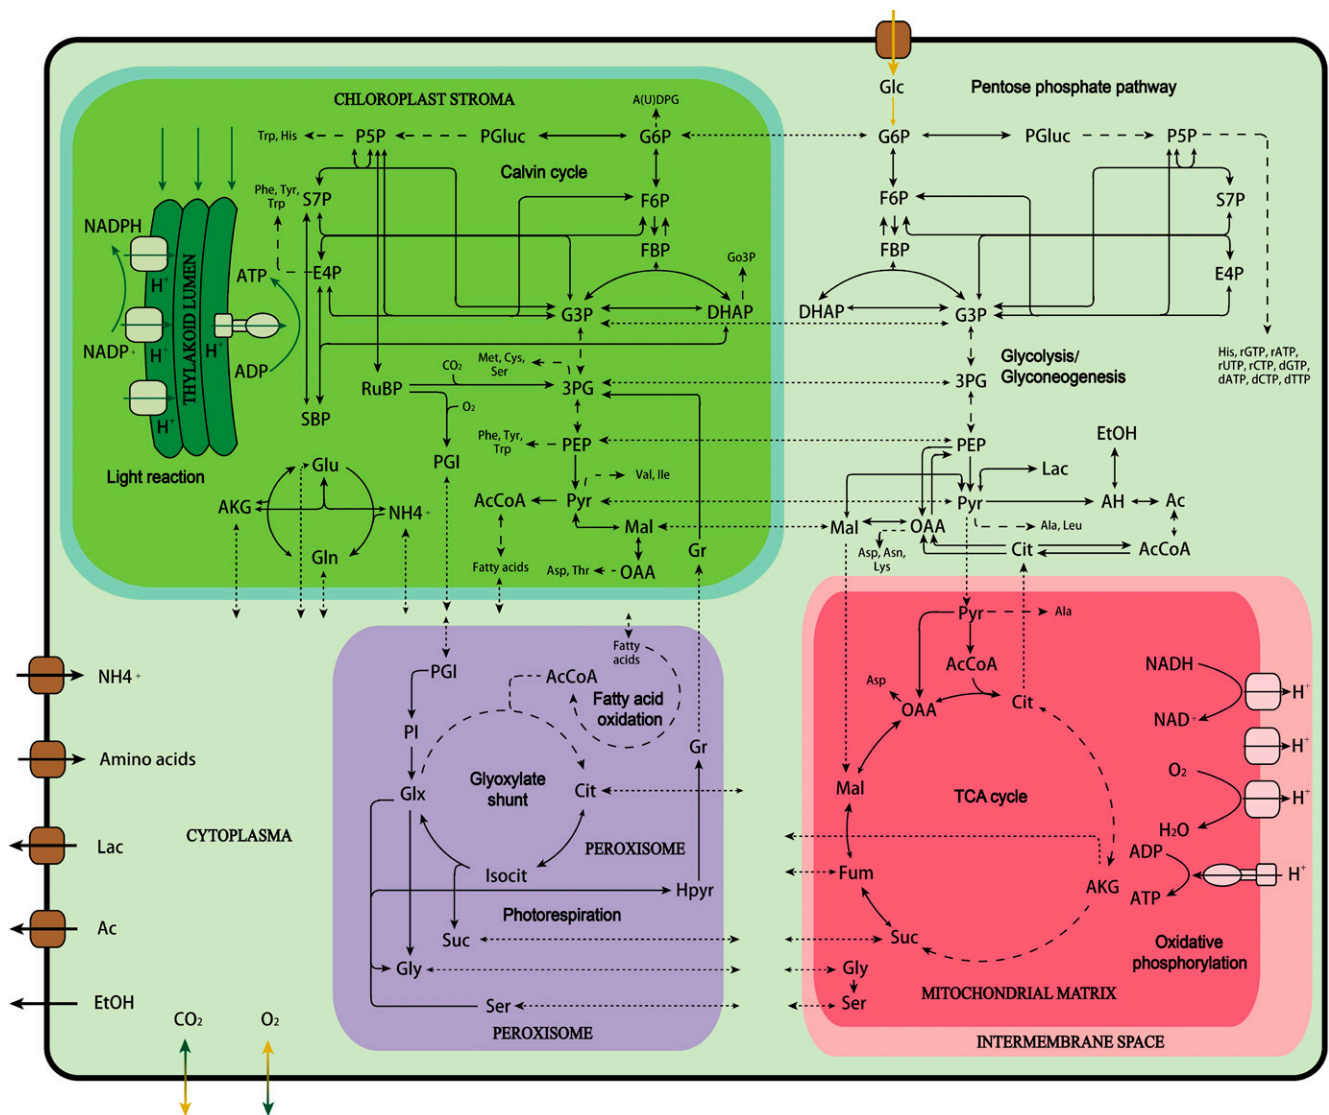 Glc
Pentose phosphate pathway
CHLOROPLAST STROMA
A(U)DPG
Trp, His
P5P
PGluc
G6P
G6P
PGluc
P5P
Calvin cycle
Phe, Tyr,
Trp
S7P
F6P
F6P
S7P
NADPH
FBP
FBP
Go3P
H+
ATP
E4P
E4P
THYLAKOID LUMEN
G3P
DHAP
DHAP
G3P
NADP+
H+
H+
ADP
CO2
Met, Cys,
Ser
Glycolysis/
Glyconeogenesis
His, rGTP, rATP,
rUTP, rCTP, dGTP,
dATP, dCTP, dTTP
RuBP
3PG
3PG
O2
H+
SBP
Light reaction
Phe, Tyr,
Trp
PEP
PEP
EtOH
Glu
PGI
Val, Ile
Lac
AKG
NH4+
AcCoA
Pyr
Pyr
AH
Ac
Mal
Mal
OAA
Ala, Leu
Gln
Gr
Asp, Asn,
Lys
Cit
AcCoA
Fatty acids
Asp, Thr
OAA
Pyr
Ala
Fatty
acids
NH4+
PGI
AcCoA
Fatty acid
oxidation
AcCoA
NADH
Asp
OAA
Cit
H+
NAD+
PI
Gr
Amino acids
H+
Glyoxylate
shunt
Glx
Cit
Mal
TCA cycle
O2
H+
H2O
CYTOPLASMA
Lac
PEROXISOME
ADP
Isocit
Hpyr
Fum
AKG
ATP
H+
Photorespiration
Ac
Suc
Suc
Oxidative
phosphorylation
Gly
Gly
MITOCHONDRIAL MATRIX
EtOH
Ser
Ser
CO2
O2
PEROXISOME
INTERMEMBRANE SPACE